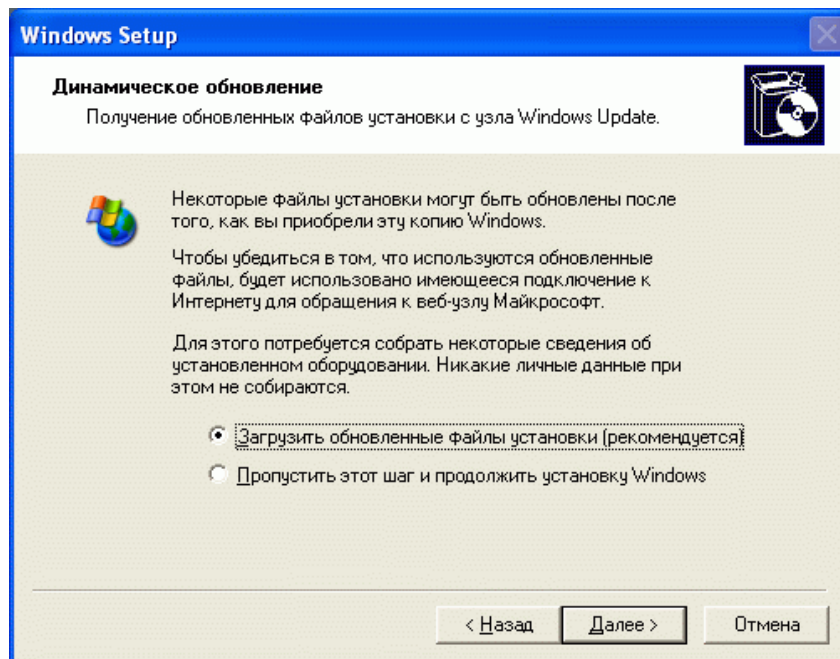 Windows Setup
Динамическое обновление
Получение обновленных файлов установки с узла Windows Update.
Некоторые файлы установки могут быть обновлены после
того, как вы приобрели эту копию Windows.
Чтобы убедиться в том, что используются обновленные
файлы, будет использовано имеющееся подключение к
Интернету для обращения к веб-узлу Майкрософт.
Для этого потребуется собрать некоторые сведения об
установленном оборудовании. Никакие личные данные при
этом не собираются.
Загрузить обновленные файлы установки (рекомендуется)
Пропустить этот шаг и продолжить установку Windows
< Назад Далее > Отмена